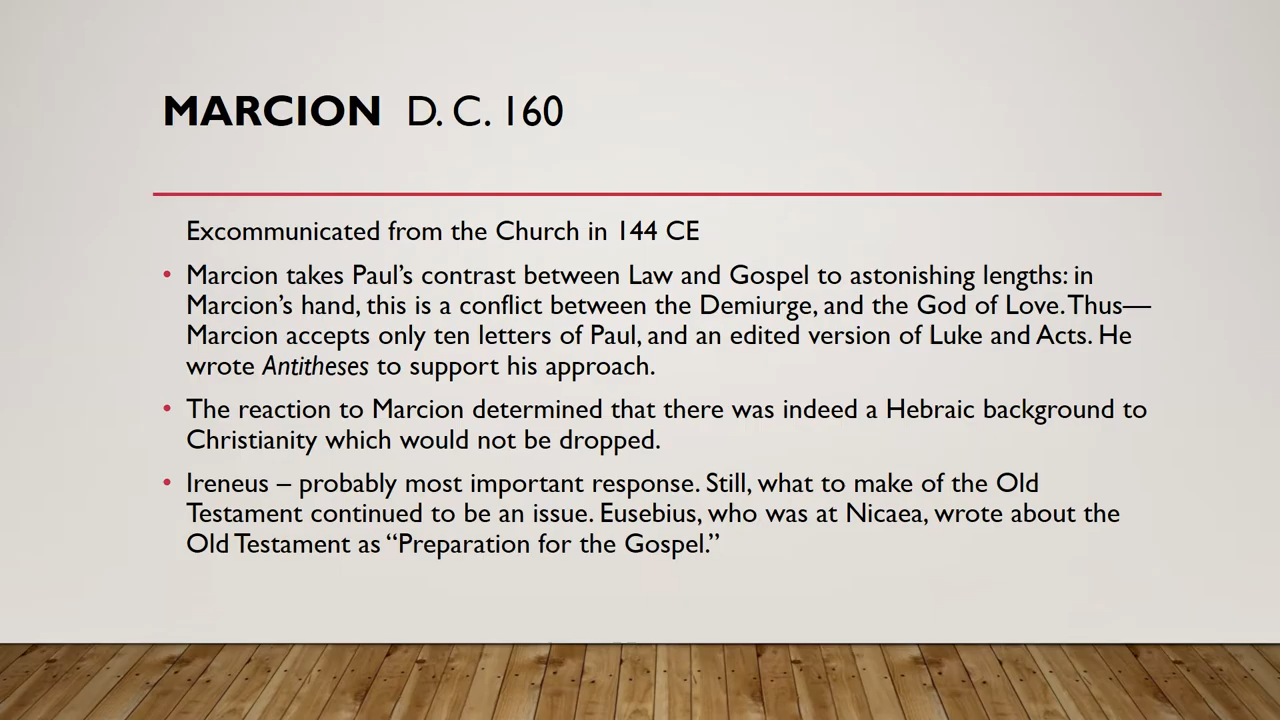 MARCION D. C. 160
Excommunicated from the Church in 144 CE
• Marcion takes Paul’s contrast between Law and Gospel to astonishing lengths: in
Marcion’s hand, this is a conflict between the Demiurge, and the God of Love. Thus—
Marcion accepts only ten letters of Paul, and an edited version of Luke and Acts. He
wrote Antitheses to support his approach.
• The reaction to Marcion determined that there was indeed a Hebraic background to
Christianity which would not be dropped.
• Ireneus – probably most important response. Still, what to make of the Old
Testament continued to be an issue. Eusebius, who was at Nicaea, wrote about the
Old Testament as “Preparation for the Gospel.”